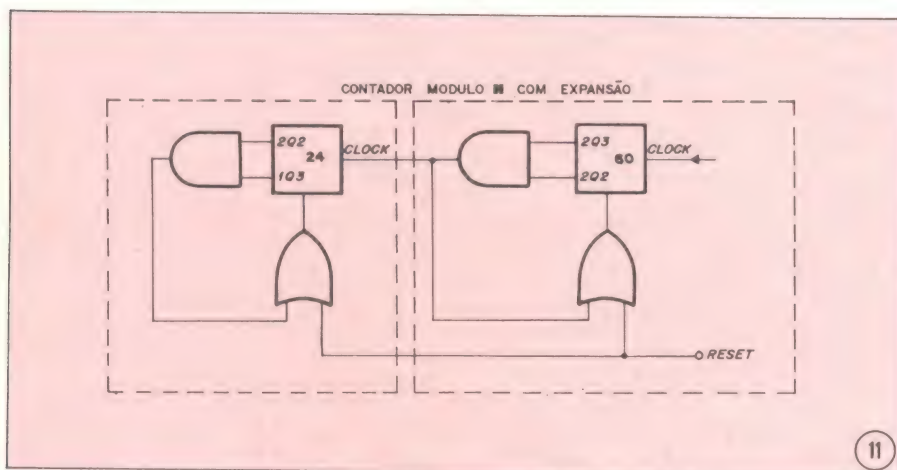 CONTADOR MODULO M COM EXPANSÃO
2Q2 24 CLOCK 2Q3 60 CLOCK
1Q3 2Q2
RESET
11